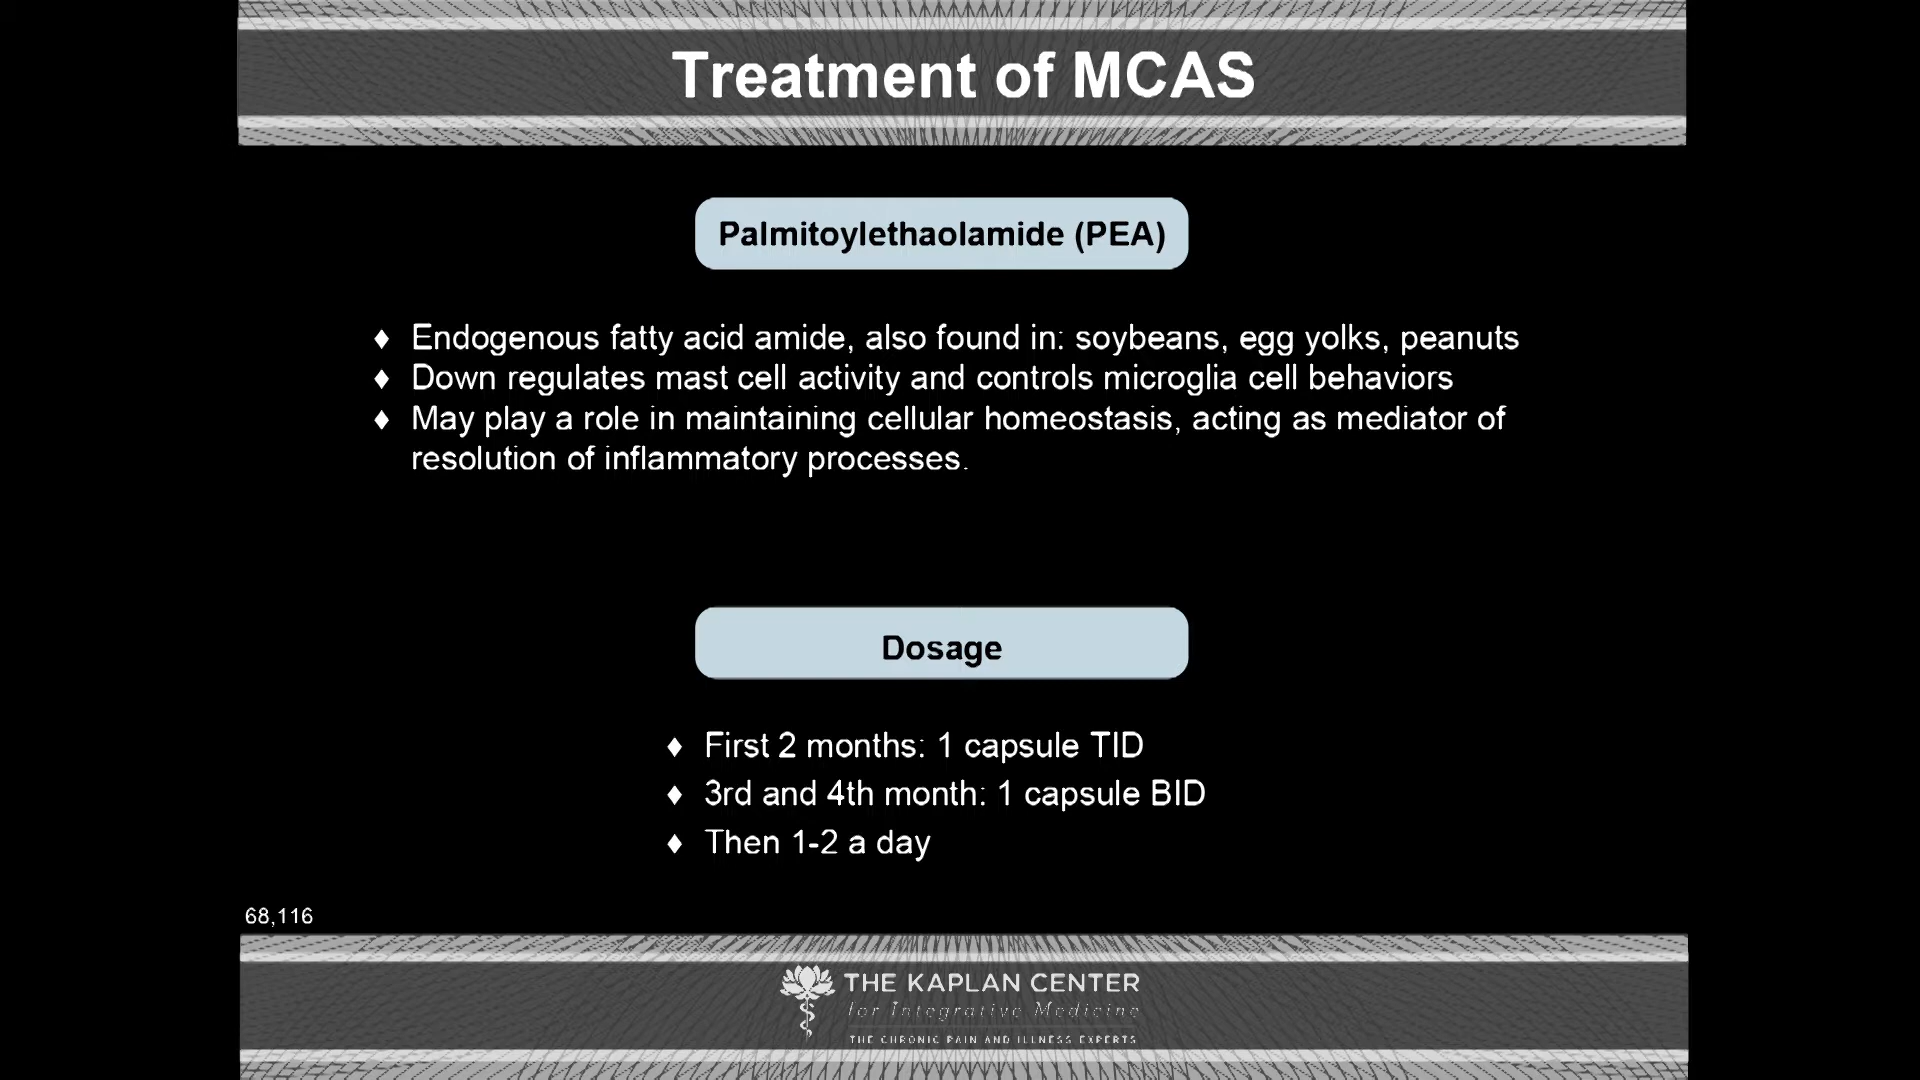 Treatment of MCAS
Palmitoylethaolamide (PEA)
♦ Endogenous fatty acid amide, also found in: soybeans, egg yolks, peanuts
♦ Down regulates mast cell activity and controls microglia cell behaviors
♦ May play a role in maintaining cellular homeostasis, acting as mediator of
resolution of inflammatory processes.
Dosage
♦ First 2 months: 1 capsule TID
♦ 3rd and 4th month: 1 capsule BID
♦ Then 1-2 a day
68,116
THE KAPLAN CENTER
for Integrative Medicine
THE CHRONIC PAIN AND ILLNESS EXPERTS